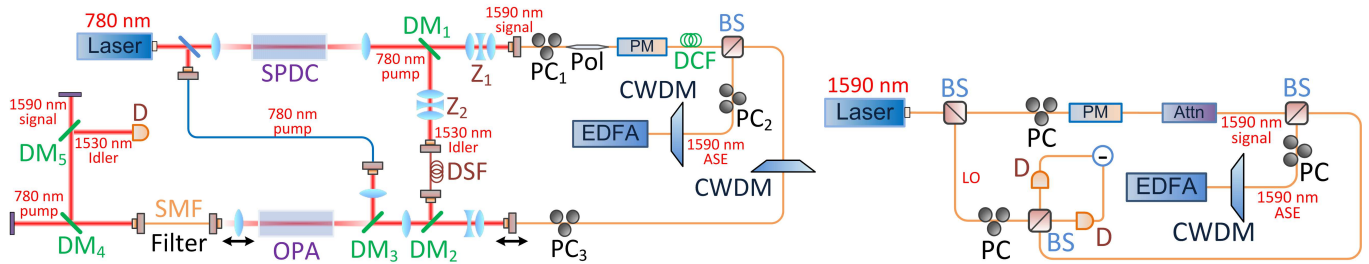 780 nm
Laser
SPDC
DM1
780 nm
pump
Z1
1590 nm
signal
PC1
Pol
PM
DCF
BS
CWDM
PC2
EDFA
1590 nm
ASE
CWDM
Z2
1530 nm
Idler
DSF
780 nm
pump
1590 nm
signal
D
1530 nm
Idler
DM5
780 nm
pump
DM4
SMF
Filter
OPA
DM3
DM2
PC3
1590 nm
Laser
BS
PC
PM
Attn
BS
1590 nm
signal
PC
LO
D
-
EDFA
1590 nm
ASE
CWDM
PC
BS
D